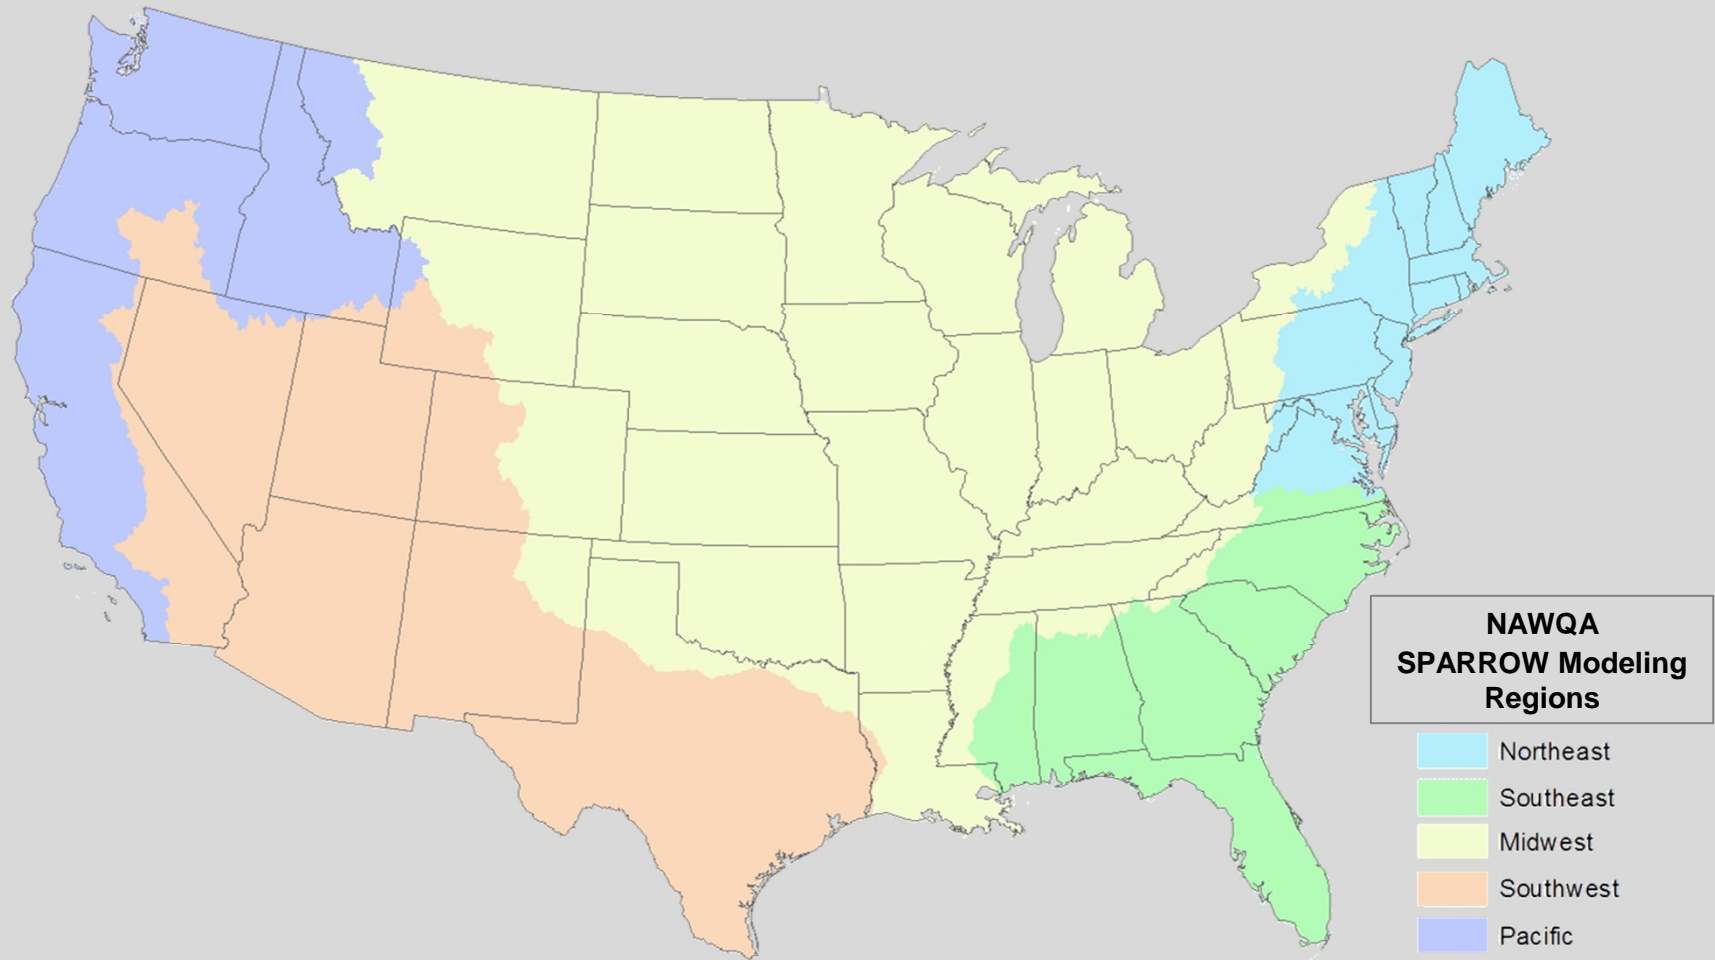 NAWQA
SPARROW Modeling
Regions
Northeast
Southeast
Midwest
Southwest
Pacific